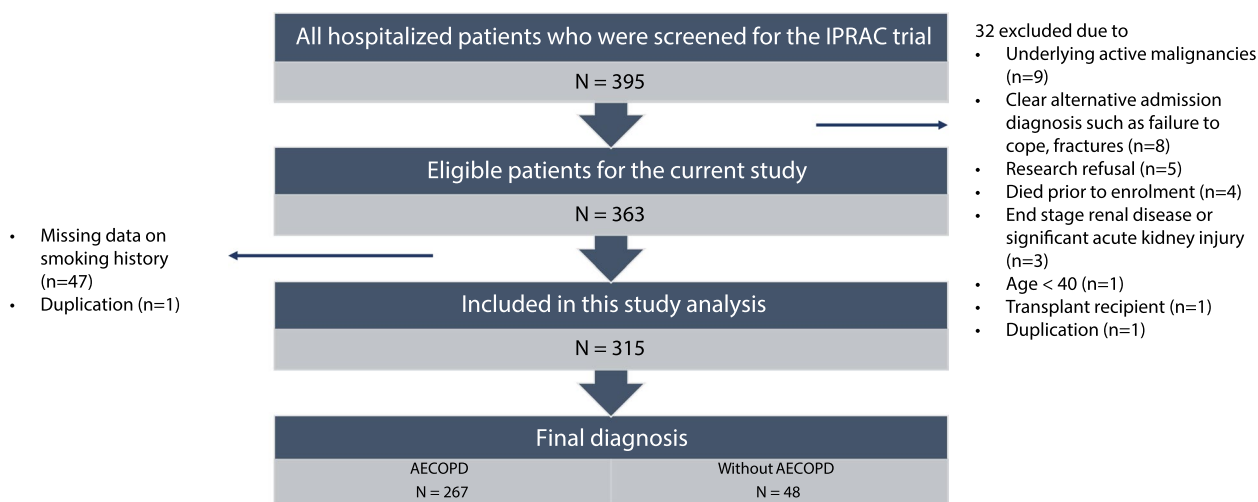 All hospitalized patients who were screened for the IPRAC trial
N = 395
32 excluded due to
• Underlying active malignancies
(n=9)
• Clear alternative admission
diagnosis such as failure to
cope, fractures (n=8)
• Research refusal (n=5)
• Died prior to enrolment (n=4)
• End stage renal disease or
significant acute kidney injury
(n=3)
• Age < 40 (n=1)
• Transplant recipient (n=1)
• Duplication (n=1)
Eligible patients for the current study
N = 363
• Missing data on
smoking history
(n=47)
• Duplication (n=1)
Included in this study analysis
N = 315
Final diagnosis
AECOPD
N = 267
Without AECOPD
N = 48